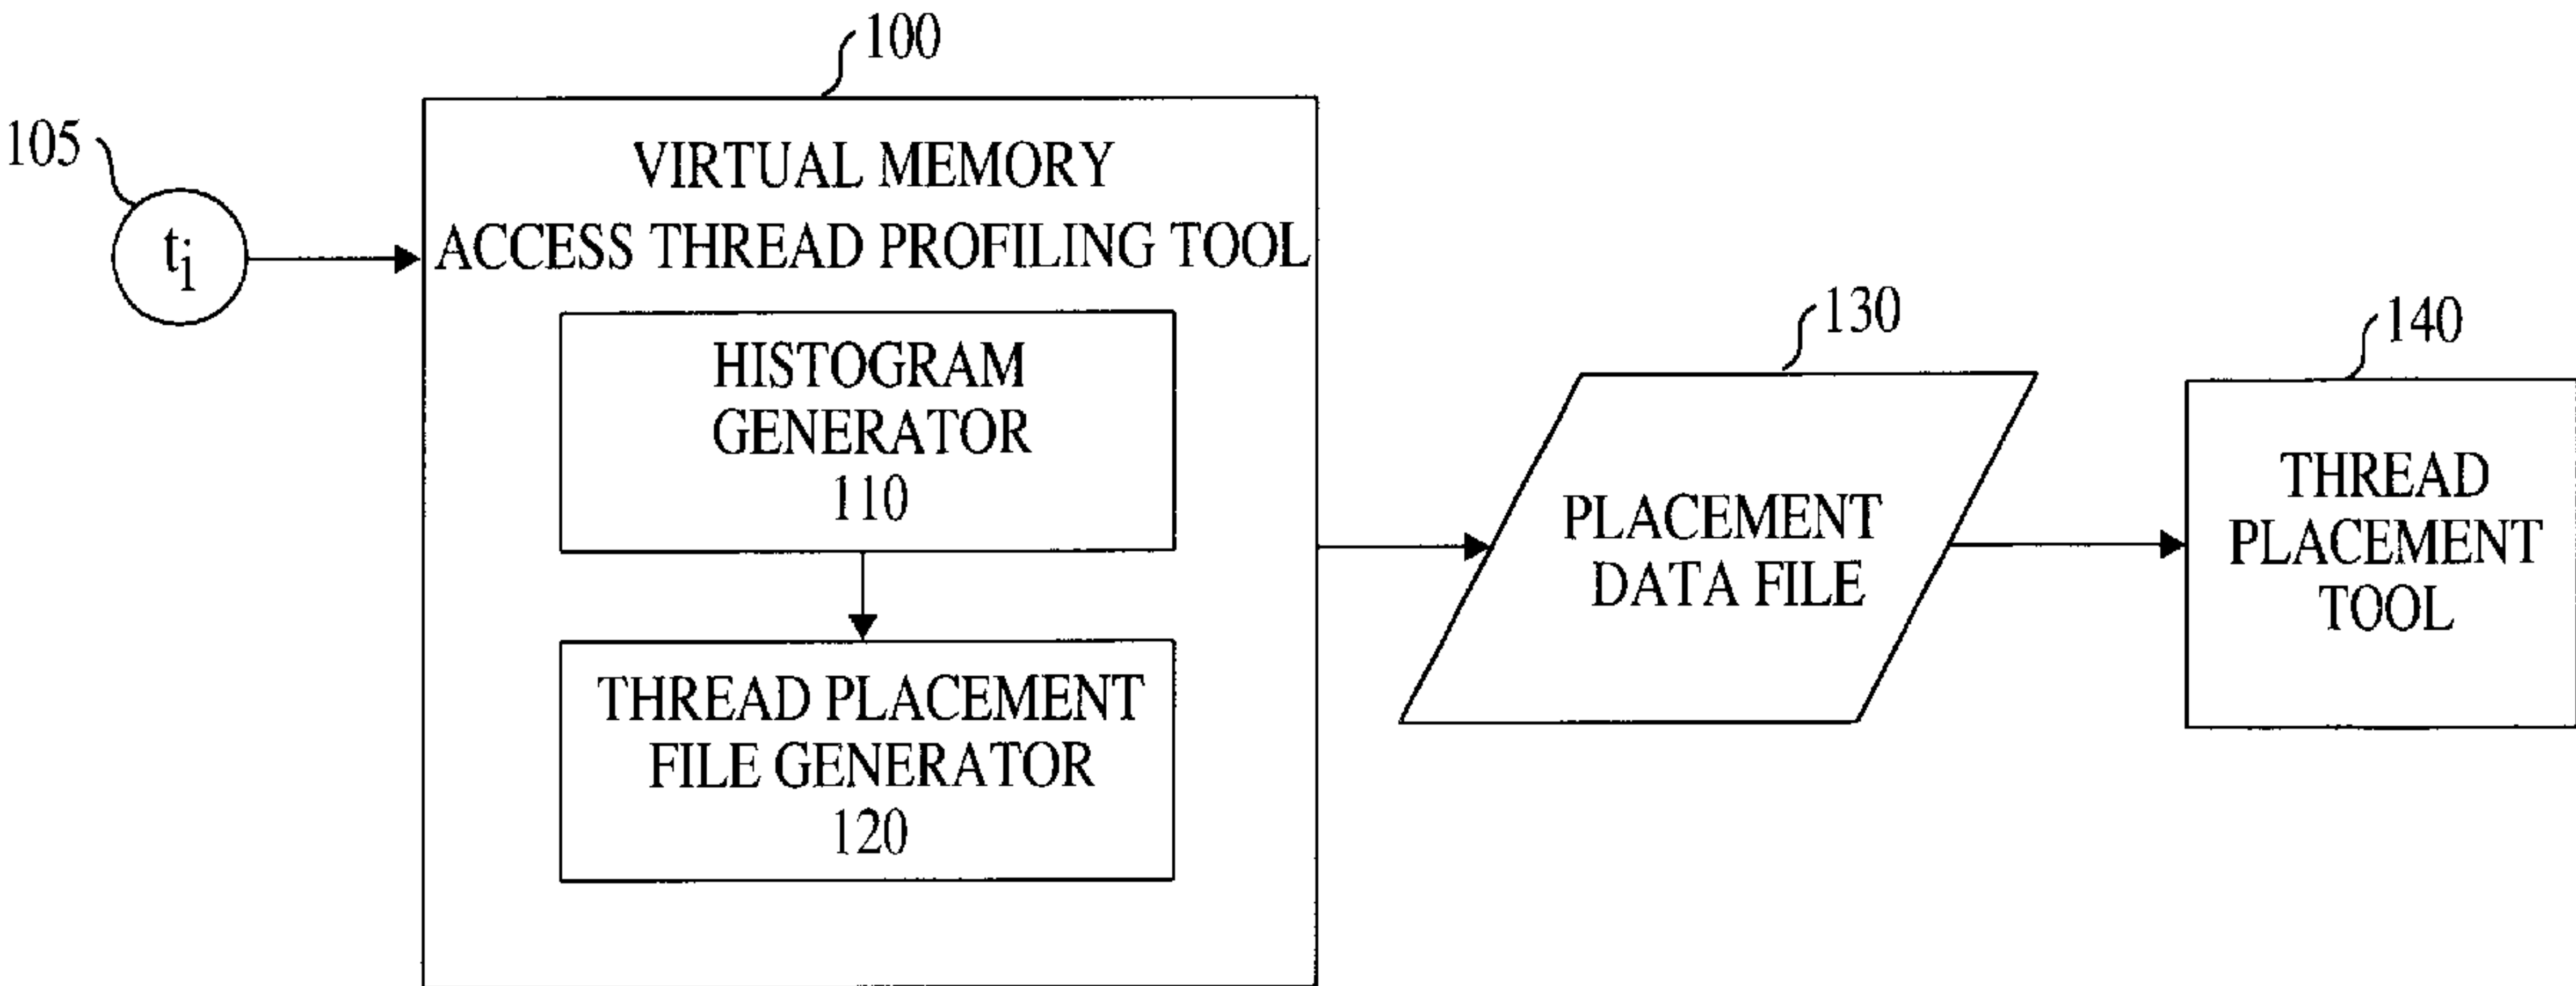 100
105
t_i
VIRTUAL MEMORY
ACCESS THREAD PROFILING TOOL
HISTOGRAM
GENERATOR
110
THREAD PLACEMENT
FILE GENERATOR
120
130
PLACEMENT
DATA FILE
140
THREAD
PLACEMENT
TOOL